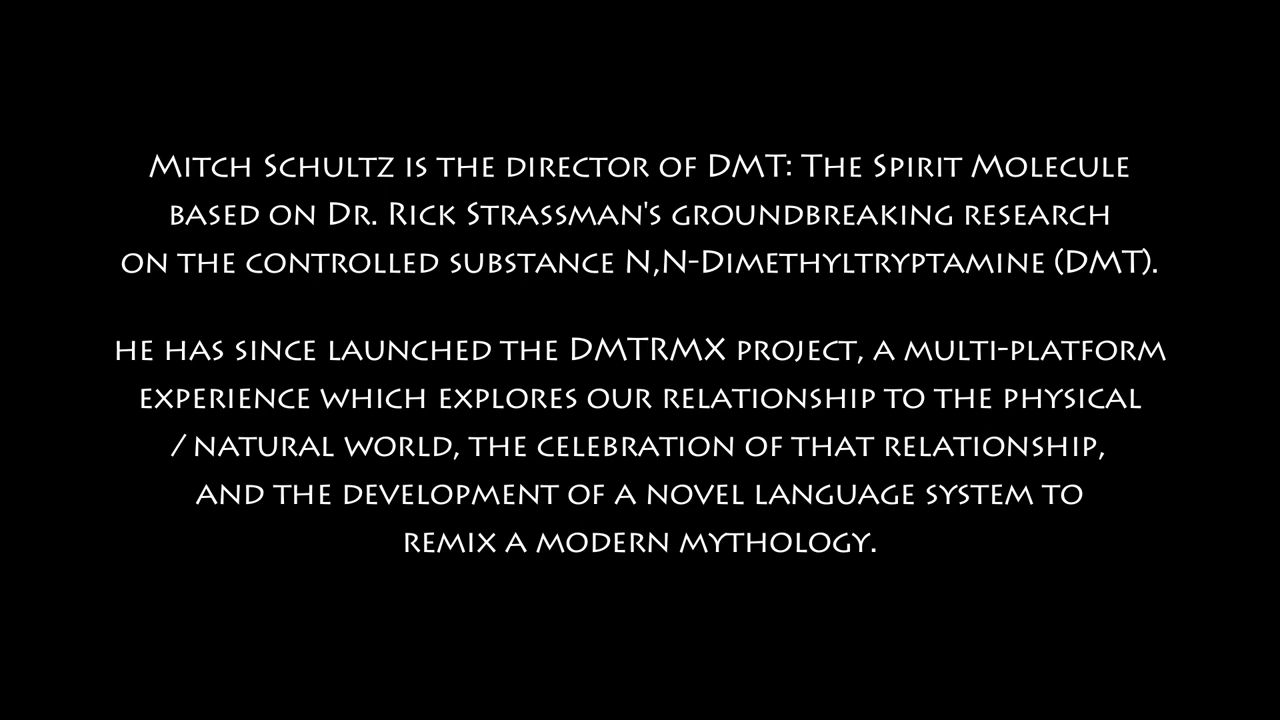 Mitch Schultz is the director of DMT: The Spirit Molecule
based on Dr. Rick Strassman's groundbreaking research
on the controlled substance N,N-Dimethyltryptamine (DMT).
he has since launched the DMTRMX project, a multi-platform
experience which explores our relationship to the physical
/ natural world, the celebration of that relationship,
and the development of a novel language system to
remix a modern mythology.